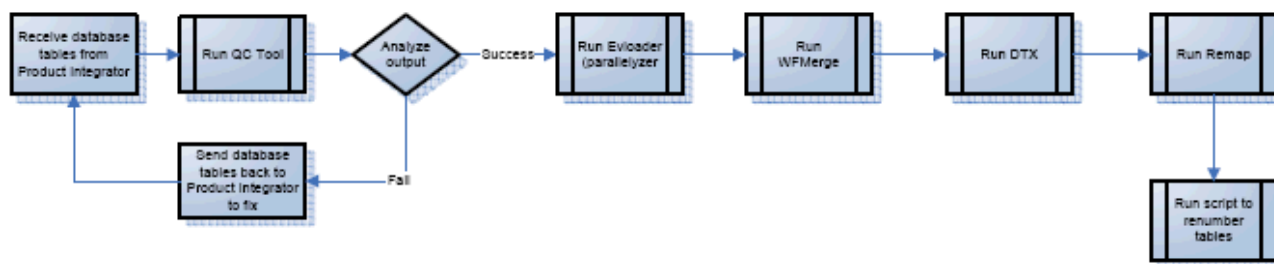 Receive database
tables from
Product Integrator
Run QC Tool
Analyze
output
Success
Run Evloader
(parallelyzer
Run
WFMerge
Run DTX
Run Remap
Send database
tables back to
Product Integrator
to fix
Fail
Run script to
renumber
tables